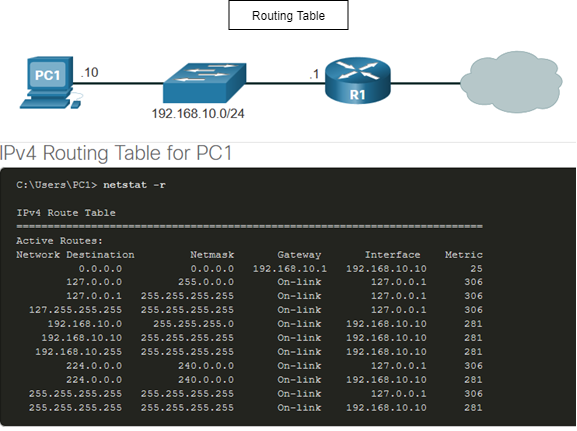 Routing Table
PC1
.10
.1
R1
192.168.10.0/24
IPv4 Routing Table for PC1
C:\Users\PC1> netstat -r
IPv4 Route Table
===========================================================================
Active Routes:
Network Destination Netmask Gateway Interface Metric
0.0.0.0 0.0.0.0 192.168.10.1 192.168.10.10 25
127.0.0.0 255.0.0.0 On-link 127.0.0.1 306
127.0.0.1 255.255.255.255 On-link 127.0.0.1 306
127.255.255.255 255.255.255.255 On-link 127.0.0.1 306
192.168.10.0 255.255.255.0 On-link 192.168.10.10 281
192.168.10.10 255.255.255.255 On-link 192.168.10.10 281
192.168.10.255 255.255.255.255 On-link 192.168.10.10 281
224.0.0.0 240.0.0.0 On-link 127.0.0.1 306
224.0.0.0 240.0.0.0 On-link 192.168.10.10 281
255.255.255.255 255.255.255.255 On-link 127.0.0.1 306
255.255.255.255 255.255.255.255 On-link 192.168.10.10 281